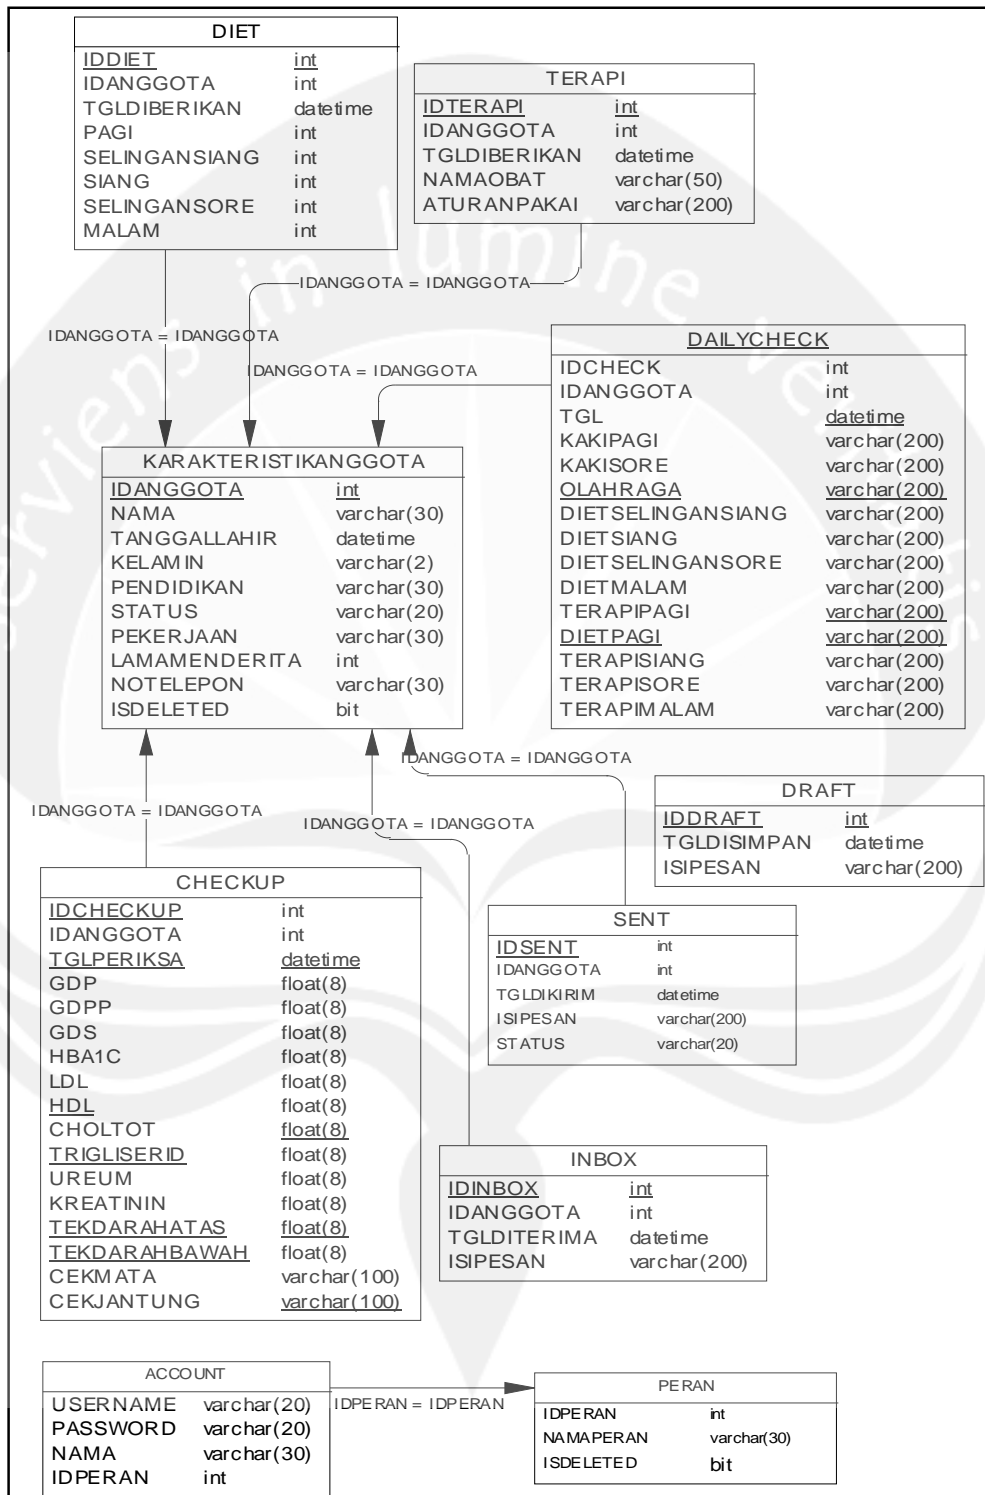 DIET
IDDIET int
IDANGGOTA int
TGLDIBERIKAN datetime
PAGI int
SELINGANSIANG int
SIANG int
SELINGANSORE int
MALAM int
TERAPI
IDTERAPI int
IDANGGOTA int
TGLDIBERIKAN datetime
NAMAOBAT varchar(50)
ATURANPAKAI varchar(200)
IDANGGOTA = IDANGGOTA
IDANGGOTA = IDANGGOTA
IDANGGOTA = IDANGGOTA
DAILYCHECK
IDCHECK int
IDANGGOTA int
TGL datetime
KAKIPAGI varchar(200)
KAKISORE varchar(200)
OLAHRAGA varchar(200)
DIETSELINGANSIANG varchar(200)
DIETSIANG varchar(200)
DIETSELINGANSORE varchar(200)
DIETMALAM varchar(200)
TERAPIPAGI varchar(200)
DIETPAGI varchar(200)
TERAPISIANG varchar(200)
TERAPISORE varchar(200)
TERAPIMALAM varchar(200)
KARAKTERISTIKANGGOTA
IDANGGOTA int
NAMA varchar(30)
TANGGALLAHIR datetime
KELAMIN varchar(2)
PENDIDIKAN varchar(30)
STATUS varchar(20)
PEKERJAAN varchar(30)
LAMAMENDERITA int
NOTELEPON varchar(30)
ISDELETED bit
IDANGGOTA = IDANGGOTA
IDANGGOTA = IDANGGOTA
IDANGGOTA = IDANGGOTA
DRAFT
IDDRAFT int
TGLDISIMPAN datetime
ISIPESAN varchar(200)
CHECKUP
IDCHECKUP int
IDANGGOTA int
TGLPERIKSA datetime
GDP float(8)
GDPP float(8)
GDS float(8)
HBA1C float(8)
LDL float(8)
HDL float(8)
CHOLTOT float(8)
TRIGLISERID float(8)
UREUM float(8)
KREATININ float(8)
TEKDARAHATAS float(8)
TEKDARAHBAWAH float(8)
CEKMATA varchar(100)
CEKJANTUNG varchar(100)
SENT
IDSENT int
IDANGGOTA int
TGLDIKIRIM datetime
ISIPESAN varchar(200)
STATUS varchar(20)
INBOX
IDINBOX int
IDANGGOTA int
TGLDITERIMA datetime
ISIPESAN varchar(200)
ACCOUNT
USERNAME varchar(20)
PASSWORD varchar(20)
NAMA varchar(30)
IDPERAN int
IDPERAN = IDPERAN
PERAN
IDPERAN int
NAMAPERAN varchar(30)
ISDELETED bit
serviens in lumine veritatis